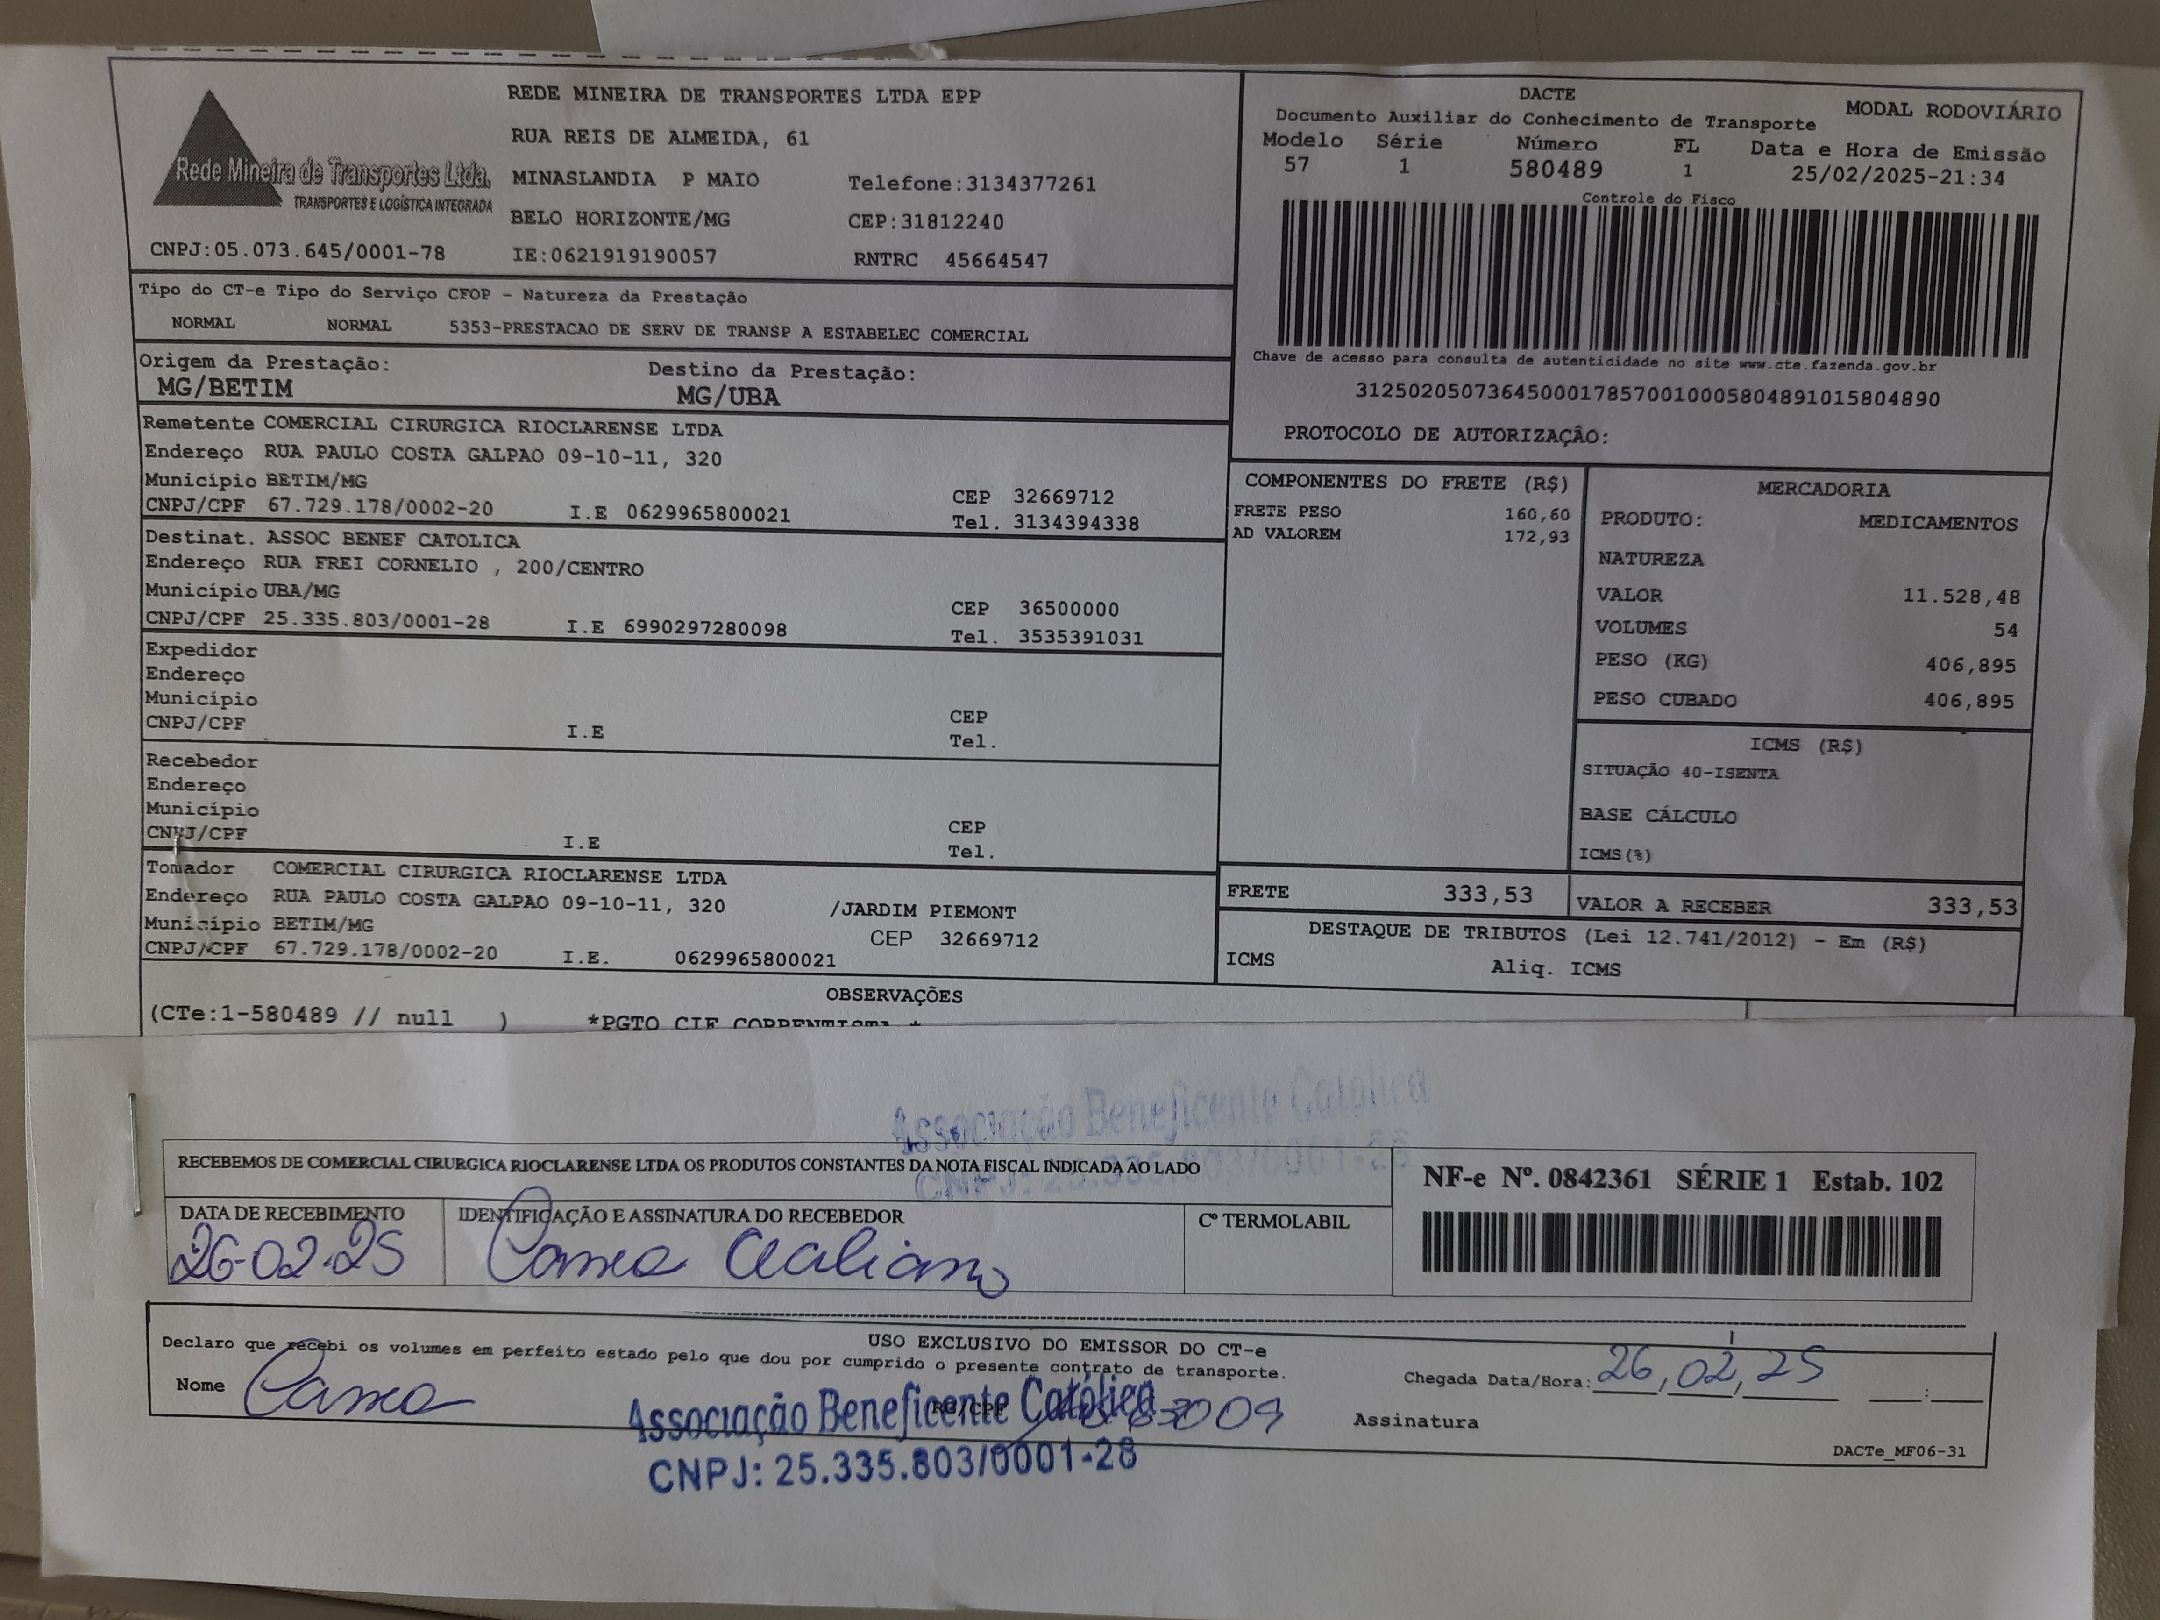 REDE MINEIRA DE TRANSPORTES LTDA EPP
RUA REIS DE ALMEIDA, 61
Rede Mineira de Transportes Ltda.
TRANSPORTES E LOGÍSTICA INTEGRADA
MINASLANDIA P MAIO Telefone:3134377261
BELO HORIZONTE/MG CEP:31812240
CNPJ:05.073.645/0001-78 IE:0621919190057 RNTRC 45664547
DACTE MODAL RODOVIÁRIO
Documento Auxiliar do Conhecimento de Transporte
Modelo Série Número FL Data e Hora de Emissão
57 1 580489 1 25/02/2025-21:34
Controle do Fisco
Chave de acesso para consulta de autenticidade no site www.cte.fazenda.gov.br
31250205073645000178570010005804891015804890
PROTOCOLO DE AUTORIZAÇÃO:
Tipo do CT-e Tipo do Serviço CFOP - Natureza da Prestação
NORMAL NORMAL 5353-PRESTACAO DE SERV DE TRANSP A ESTABELEC COMERCIAL
Origem da Prestação: Destino da Prestação:
MG/BETIM MG/UBA
Remetente COMERCIAL CIRURGICA RIOCLARENSE LTDA
Endereço RUA PAULO COSTA GALPAO 09-10-11, 320
Município BETIM/MG CEP 32669712
CNPJ/CPF 67.729.178/0002-20 I.E 0629965800021 Tel. 3134394338
Destinat. ASSOC BENEF CATOLICA
Endereço RUA FREI CORNELIO , 200/CENTRO
Município UBA/MG CEP 36500000
CNPJ/CPF 25.335.803/0001-28 I.E 6990297280098 Tel. 3535391031
Expedidor
Endereço
Município CEP
CNPJ/CPF I.E Tel.
Recebedor
Endereço
Município CEP
CNPJ/CPF I.E Tel.
Tomador COMERCIAL CIRURGICA RIOCLARENSE LTDA
Endereço RUA PAULO COSTA GALPAO 09-10-11, 320 /JARDIM PIEMONT
Município BETIM/MG CEP 32669712
CNPJ/CPF 67.729.178/0002-20 I.E. 0629965800021
COMPONENTES DO FRETE (R$)
FRETE PESO 160,60
AD VALOREM 172,93
MERCADORIA
PRODUTO: MEDICAMENTOS
NATUREZA
VALOR 11.528,48
VOLUMES 54
PESO (KG) 406,895
PESO CUBADO 406,895
ICMS (R$)
SITUAÇÃO 40-ISENTA
BASE CÁLCULO
ICMS(%)
FRETE 333,53 VALOR A RECEBER 333,53
DESTAQUE DE TRIBUTOS (Lei 12.741/2012) - Em (R$)
ICMS Aliq. ICMS
OBSERVAÇÕES
(CTe:1-580489 // null ) *PGTO CIF CORRENTISTA *
Associação Beneficente Católica
CNPJ: 25.335.803/0001-28
RECEBEMOS DE COMERCIAL CIRURGICA RIOCLARENSE LTDA OS PRODUTOS CONSTANTES DA NOTA FISCAL INDICADA AO LADO
NF-e Nº. 0842361 SÉRIE 1 Estab. 102
DATA DE RECEBIMENTO IDENTIFICAÇÃO E ASSINATURA DO RECEBEDOR Cº TERMOLABIL
26-02-25
USO EXCLUSIVO DO EMISSOR DO CT-e
Declaro que recebi os volumes em perfeito estado pelo que dou por cumprido o presente contrato de transporte.
Chegada Data/Hora: 26,02,25 :
Nome RG/CPF Assinatura
Associação Beneficente Católica
CNPJ: 25.335.803/0001-28
DACTe_MF06-31